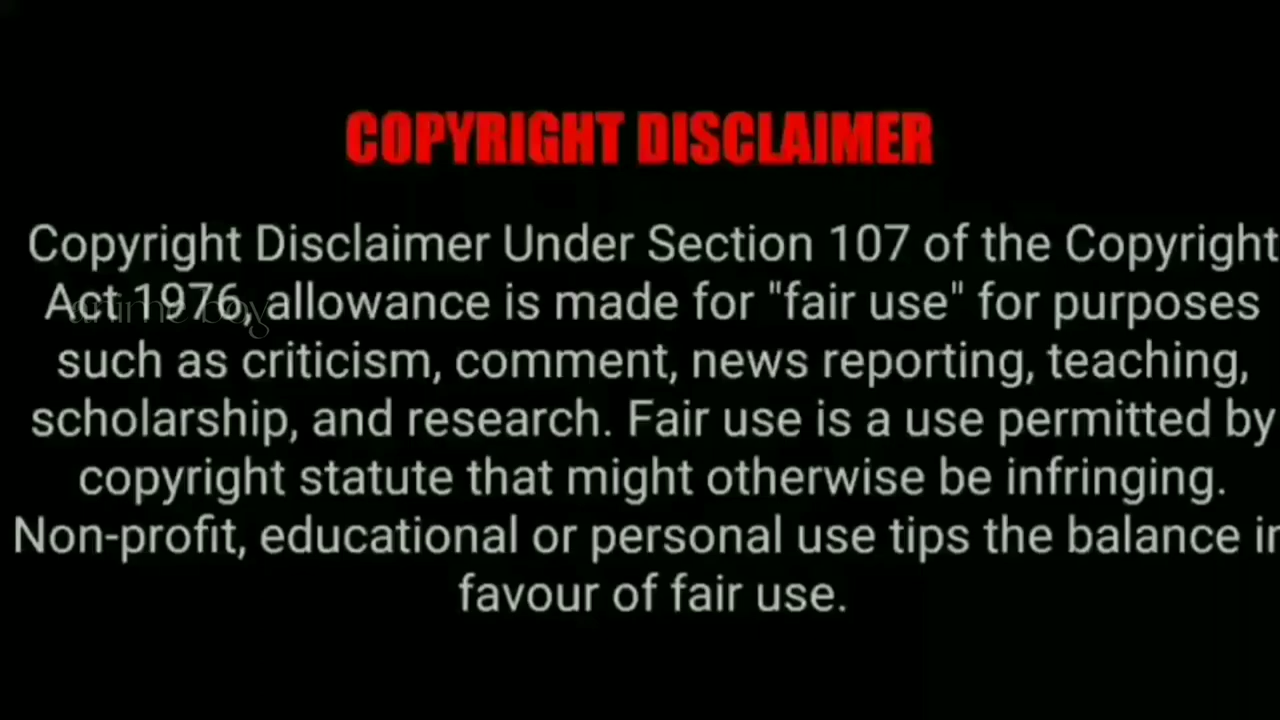 COPYRIGHT DISCLAIMER
Copyright Disclaimer Under Section 107 of the Copyright
Act 1976, allowance is made for "fair use" for purposes
anime boy
such as criticism, comment, news reporting, teaching,
scholarship, and research. Fair use is a use permitted by
copyright statute that might otherwise be infringing.
Non-profit, educational or personal use tips the balance in
favour of fair use.